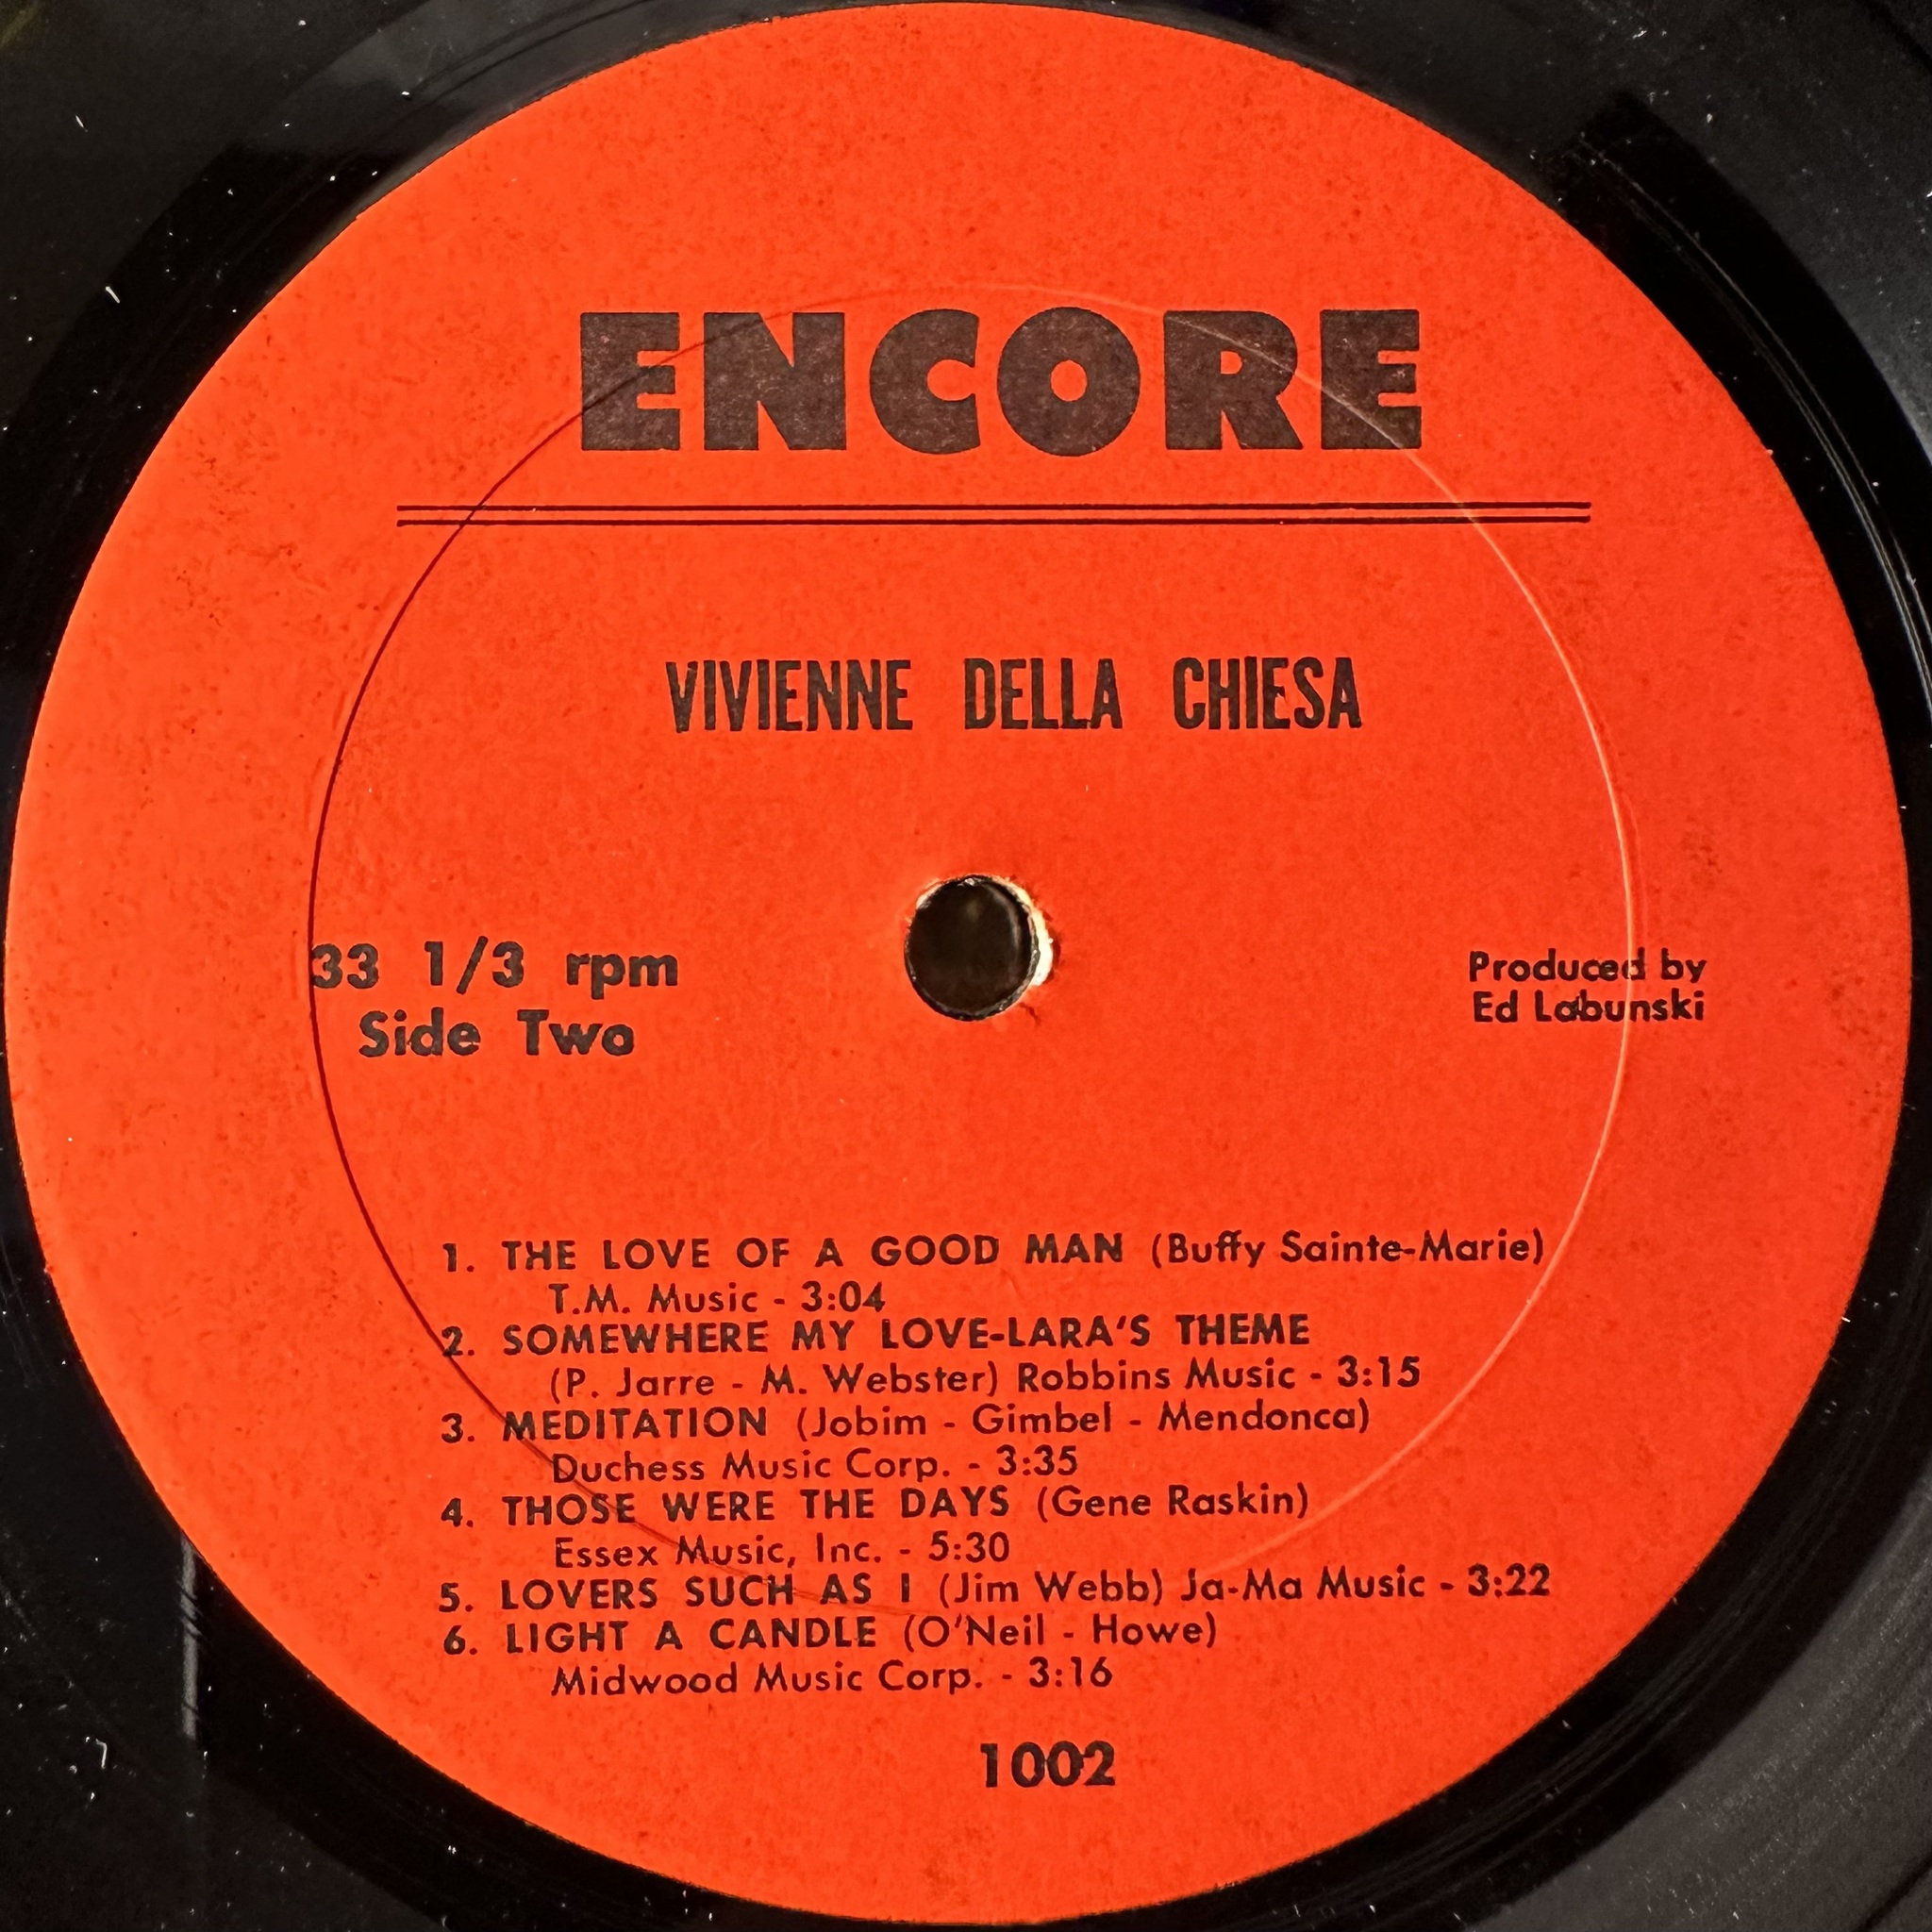 ENCORE
VIVIENNE DELLA CHIESA
33 1/3 rpm
Side Two
Produced by
Ed Labunski
1. THE LOVE OF A GOOD MAN (Buffy Sainte-Marie)
T.M. Music - 3:04
2. SOMEWHERE MY LOVE-LARA'S THEME
(P. Jarre - M. Webster) Robbins Music - 3:15
3. MEDITATION (Jobim - Gimbel - Mendonca)
Duchess Music Corp. - 3:35
4. THOSE WERE THE DAYS (Gene Raskin)
Essex Music, Inc. - 5:30
5. LOVERS SUCH AS I (Jim Webb) Ja-Ma Music - 3:22
6. LIGHT A CANDLE (O'Neil - Howe)
Midwood Music Corp. - 3:16
1002